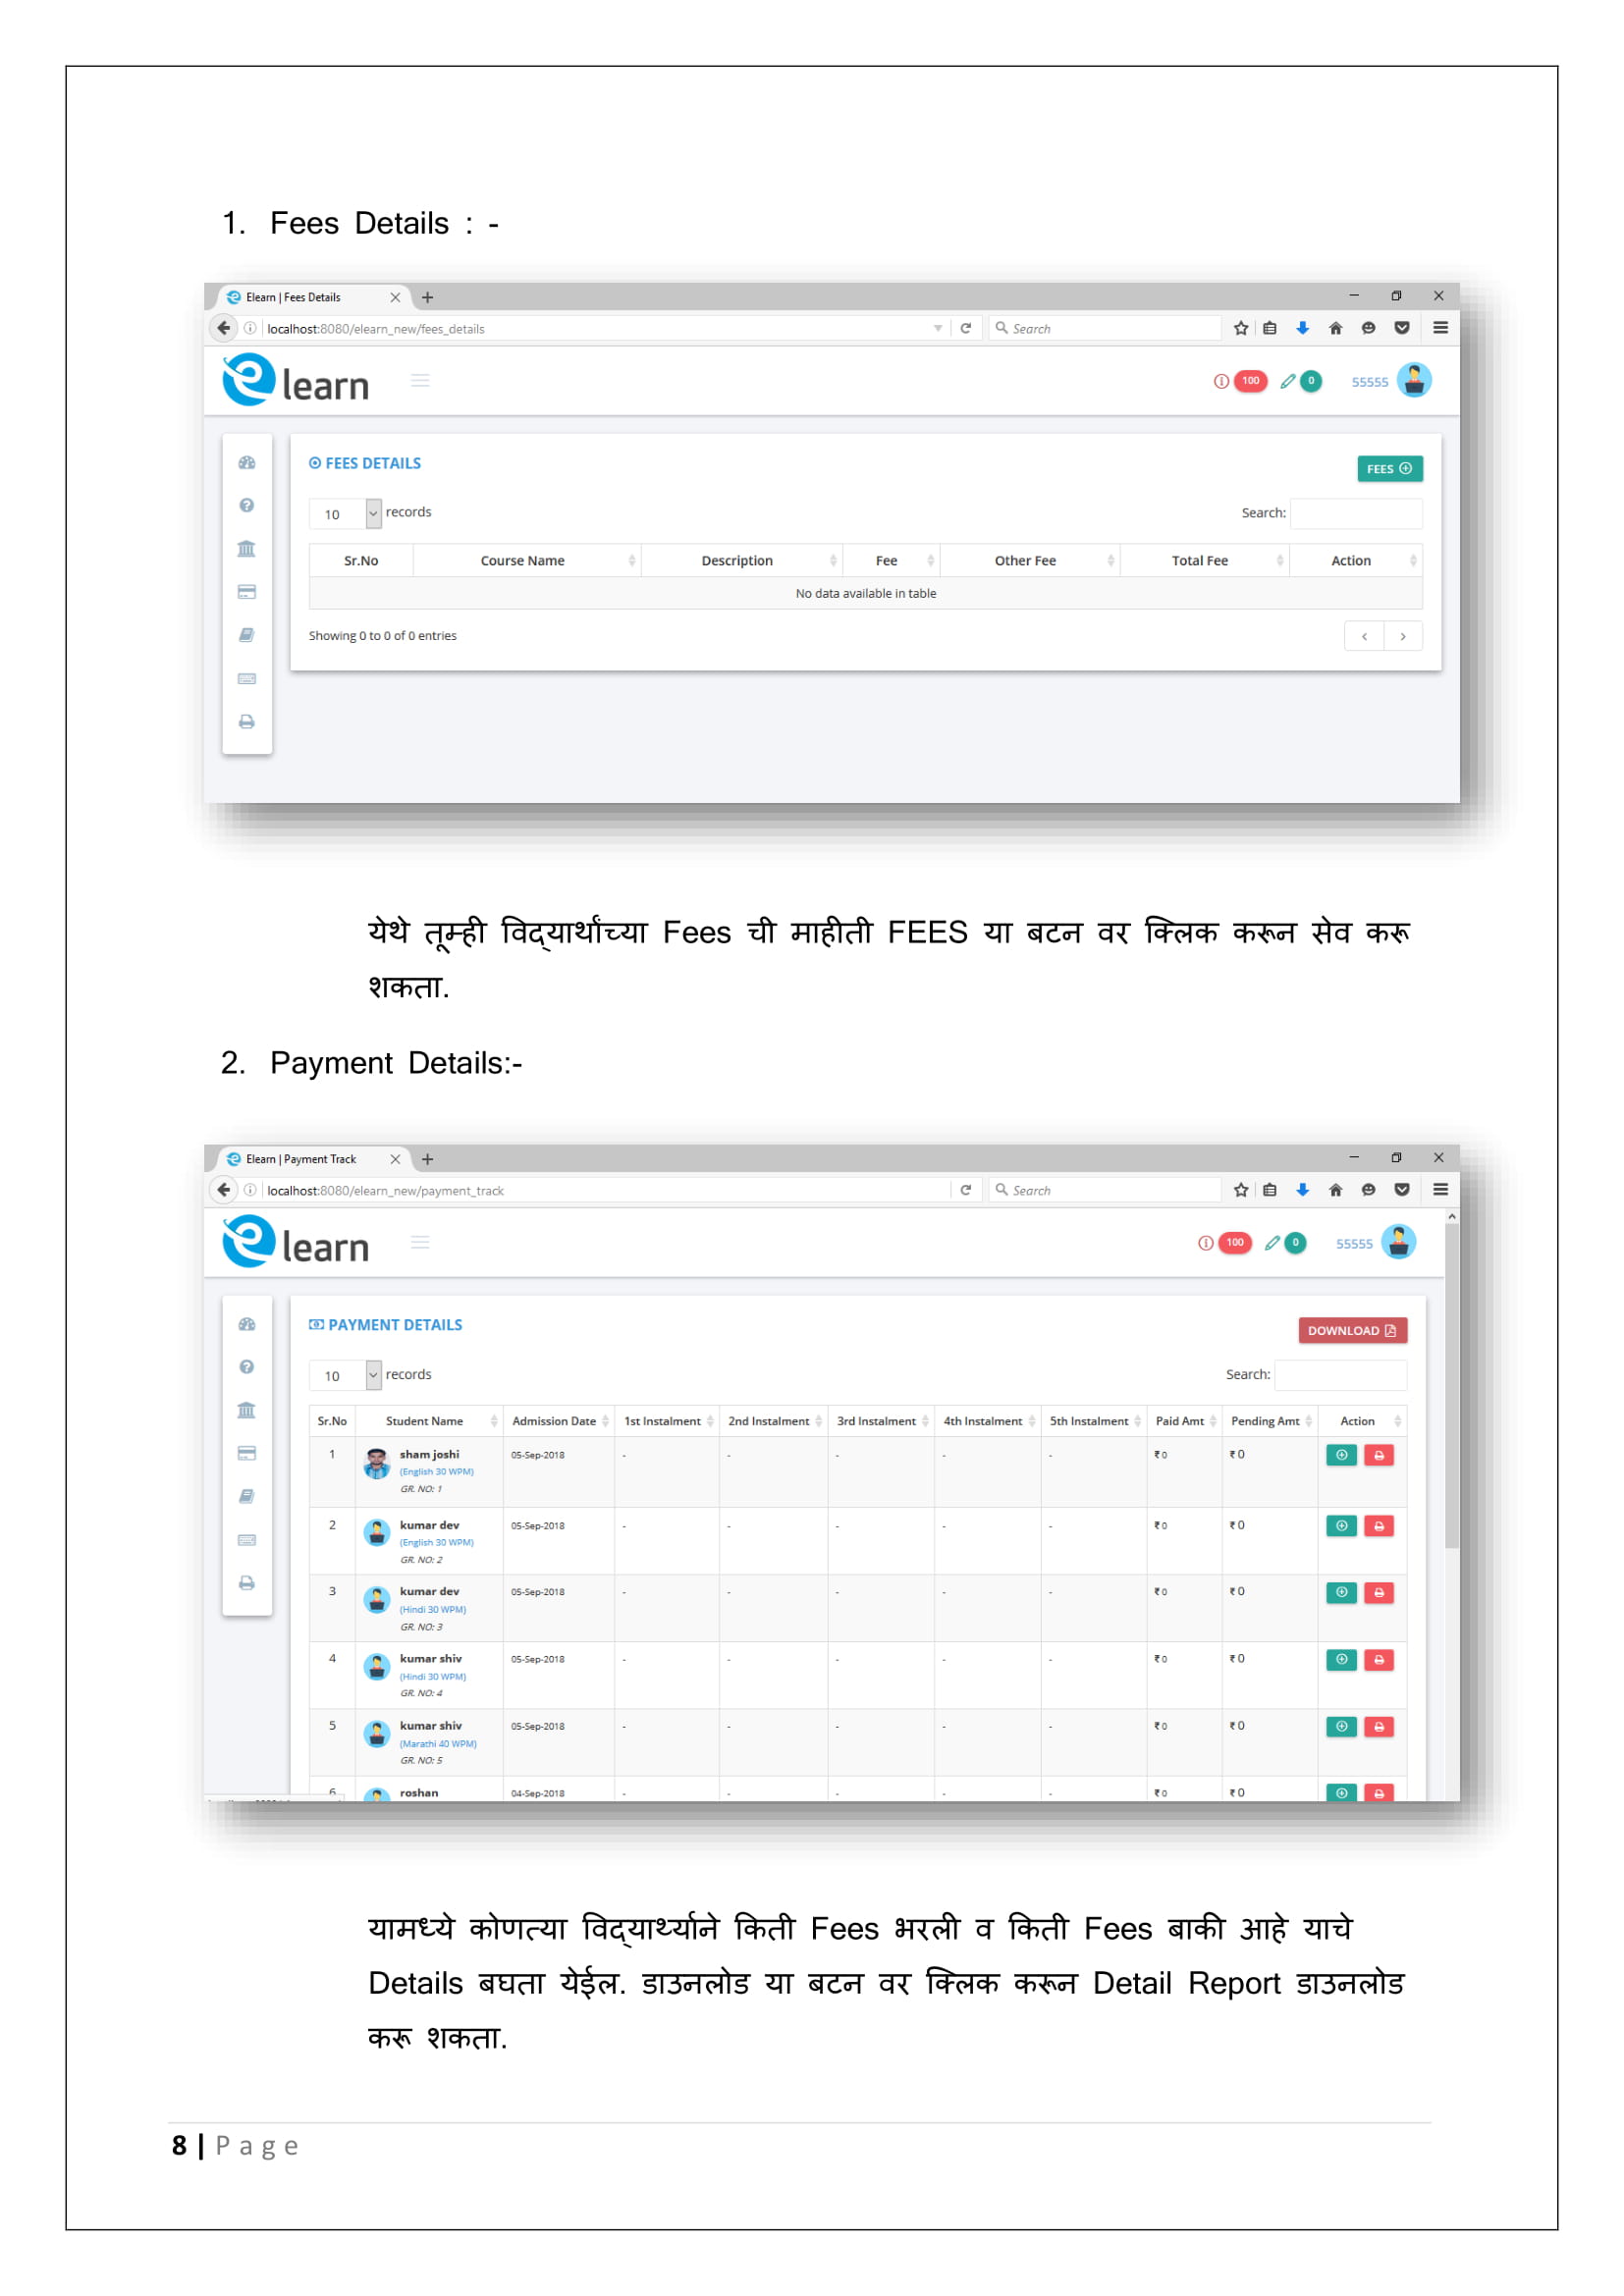 1. Fees Details : -
Elearn | Fees Details
localhost:8080/elearn_new/fees_details
Search
e learn
100 0 55555
FEES DETAILS
FEES
10 records Search:
Sr.No Course Name Description Fee Other Fee Total Fee Action
No data available in table
Showing 0 to 0 of 0 entries
येथे तूम्ही विद्यार्थांच्या Fees ची माहीती FEES या बटन वर क्लिक करून सेव करू
शकता.
2. Payment Details:-
Elearn | Payment Track
localhost:8080/elearn_new/payment_track
Search
e learn
100 0 55555
PAYMENT DETAILS
DOWNLOAD
10 records Search:
Sr.No Student Name Admission Date 1st Instalment 2nd Instalment 3rd Instalment 4th Instalment 5th Instalment Paid Amt Pending Amt Action
1 sham joshi 05-Sep-2018 - - - - - ₹ 0 ₹ 0
(English 30 WPM)
GR. NO: 1
2 kumar dev 05-Sep-2018 - - - - - ₹ 0 ₹ 0
(English 30 WPM)
GR. NO: 2
3 kumar dev 05-Sep-2018 - - - - - ₹ 0 ₹ 0
(Hindi 30 WPM)
GR. NO: 3
4 kumar shiv 05-Sep-2018 - - - - - ₹ 0 ₹ 0
(Hindi 30 WPM)
GR. NO: 4
5 kumar shiv 05-Sep-2018 - - - - - ₹ 0 ₹ 0
(Marathi 40 WPM)
GR. NO: 5
6 roshan 04-Sep-2018 - - - - - ₹ 0 ₹ 0
यामध्ये कोणत्या विद्यार्थ्याने किती Fees भरली व किती Fees बाकी आहे याचे
Details बघता येईल. डाउनलोड या बटन वर क्लिक करून Detail Report डाउनलोड
करू शकता.
8 | Page